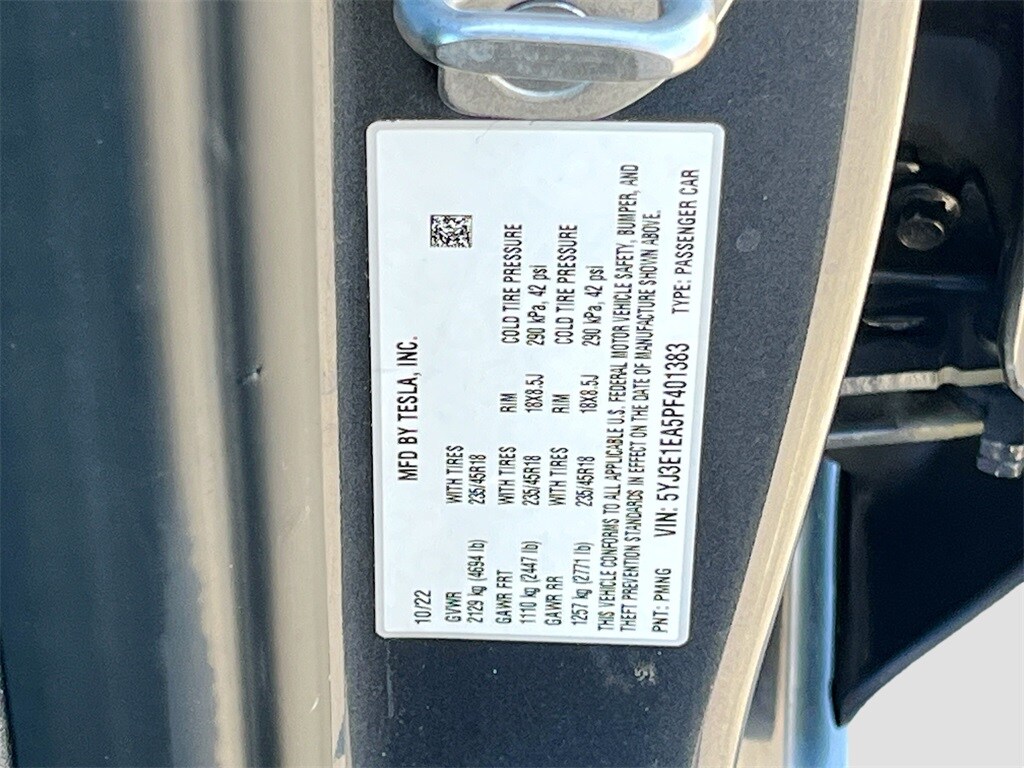 MFD BY TESLA, INC.
10/22
GVWR WITH TIRES
2129 kg (4694 lb) 235/45R18
GAWR FRT WITH TIRES RIM COLD TIRE PRESSURE
1110 kg (2447 lb) 235/45R18 18X8.5J 290 kPa, 42 psi
GAWR RR WITH TIRES RIM COLD TIRE PRESSURE
1257 kg (2771 lb) 235/45R18 18X8.5J 290 kPa, 42 psi
THIS VEHICLE CONFORMS TO ALL APPLICABLE U.S. FEDERAL MOTOR VEHICLE SAFETY, BUMPER, AND
THEFT PREVENTION STANDARDS IN EFFECT ON THE DATE OF MANUFACTURE SHOWN ABOVE.
PNT: PMNG VIN: 5YJ3E1EA5PF401383 TYPE: PASSENGER CAR